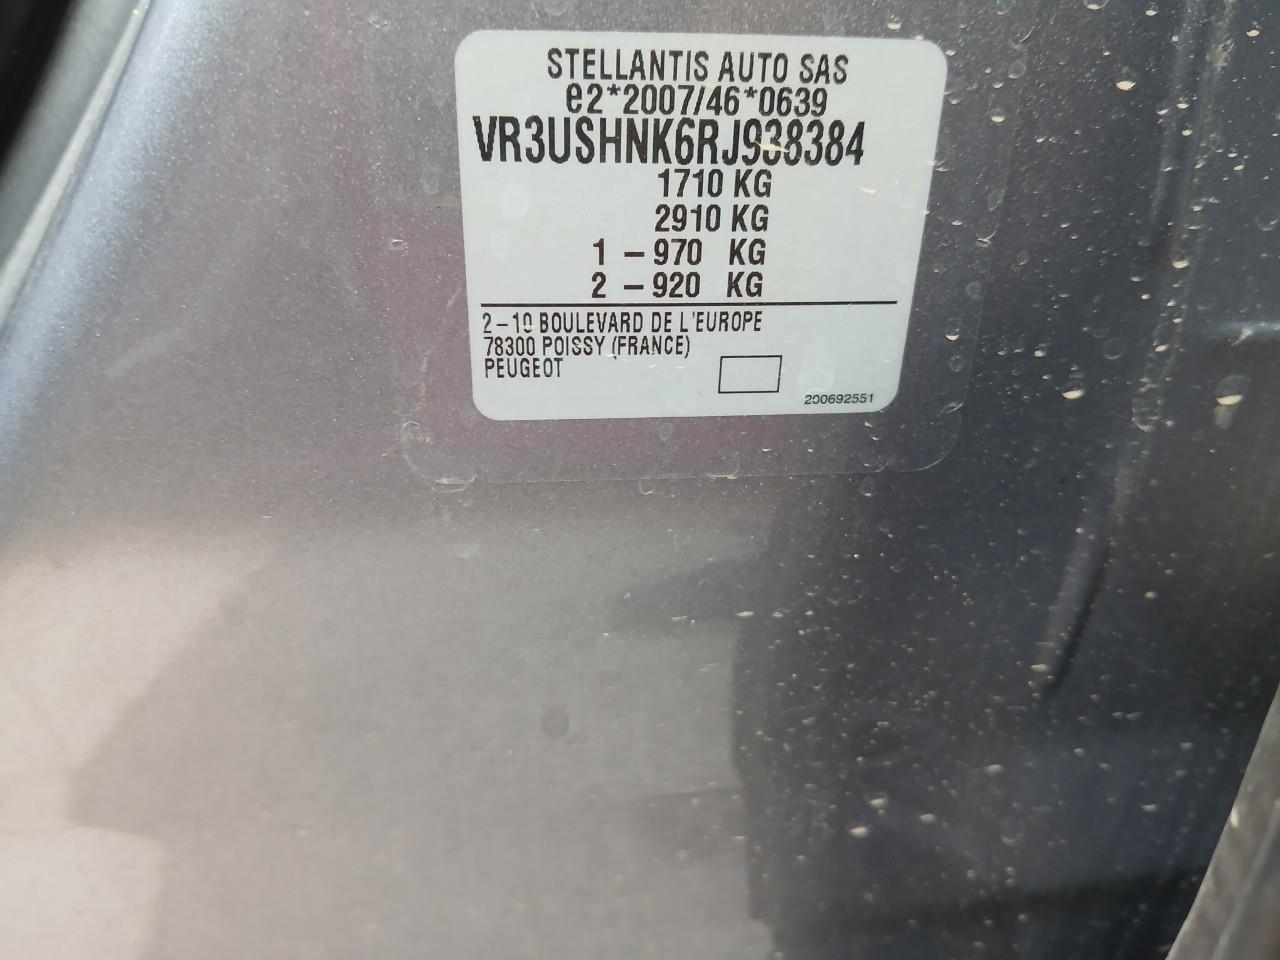 STELLANTIS AUTO SAS
e2*2007/46*0639
VR3USHNK6RJ938384
1710 KG
2910 KG
1 – 970 KG
2 – 920 KG
2-10 BOULEVARD DE L'EUROPE
78300 POISSY (FRANCE)
PEUGEOT
200692551